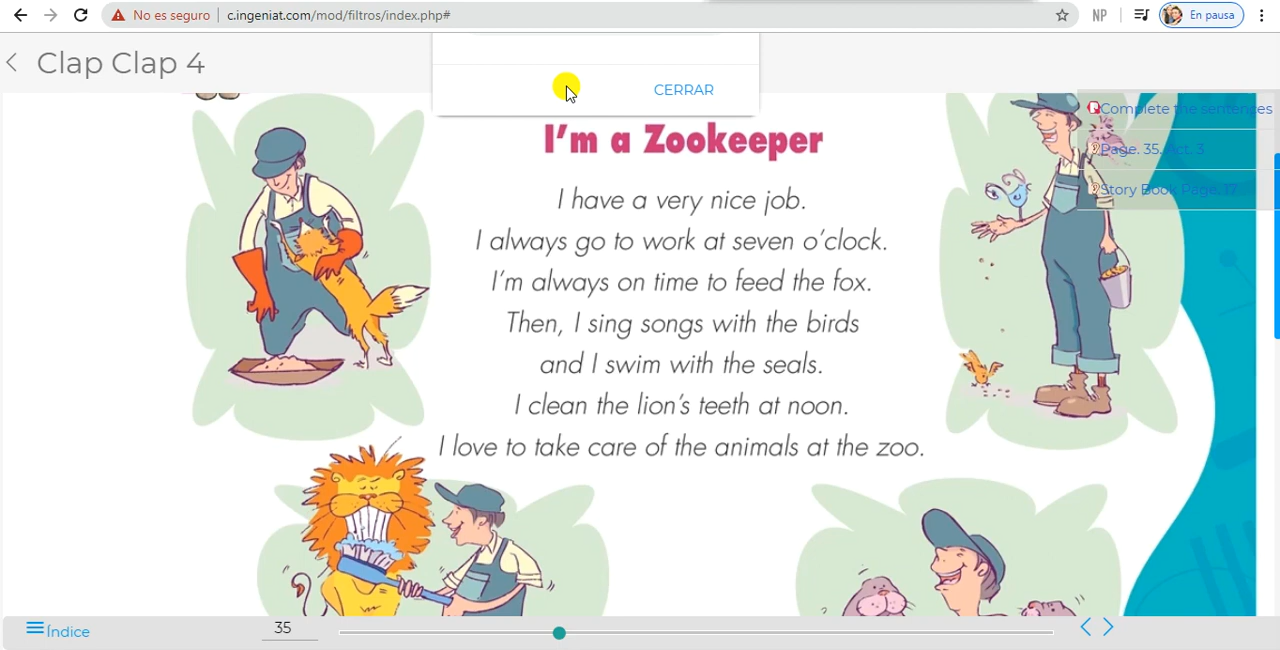 No es seguro
c.ingeniat.com/mod/filtros/index.php#
NP
En pausa
Clap Clap 4
CERRAR
Complete the sentences
Page. 35. Act. 3
Story Book Page. 17
I'm a Zookeeper
I have a very nice job.
I always go to work at seven o'clock.
I'm always on time to feed the fox.
Then, I sing songs with the birds
and I swim with the seals.
I clean the lion's teeth at noon.
I love to take care of the animals at the zoo.
Índice
35